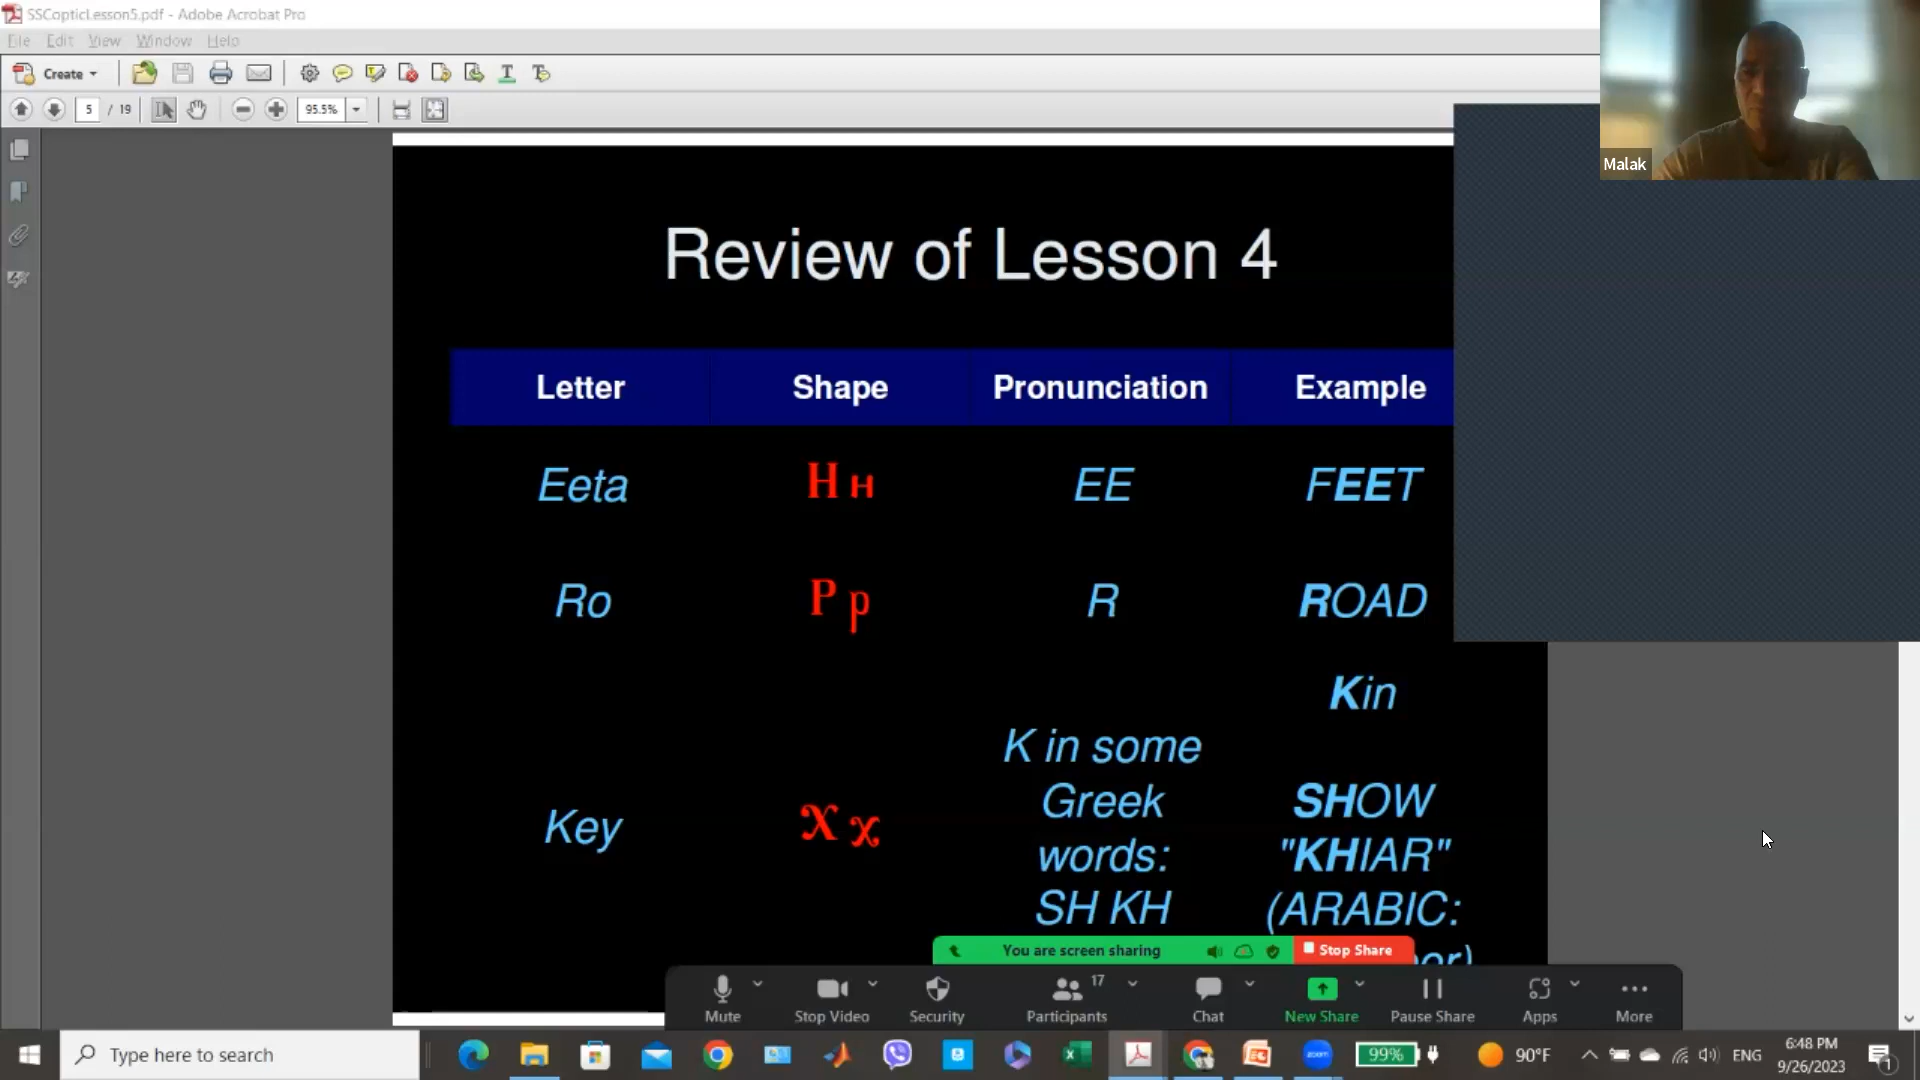 SSCopticLesson5.pdf - Adobe Acrobat Pro
File Edit View Window Help
Create
5 / 19
95.5%
Malak
Review of Lesson 4
Letter Shape Pronunciation Example
Eeta Ⲏ ⲏ EE FEET
Ro Ⲣ ⲣ R ROAD
Key Ⲭ ⲭ
K in some
Greek
words:
SH KH
Kin
SHOW
"KHIAR"
(ARABIC:
You are screen sharing Stop Share
Mute Stop Video Security Participants 17 Chat New Share Pause Share Apps More
Type here to search
zoom
99%
90°F
ENG
6:48 PM
9/26/2023
1